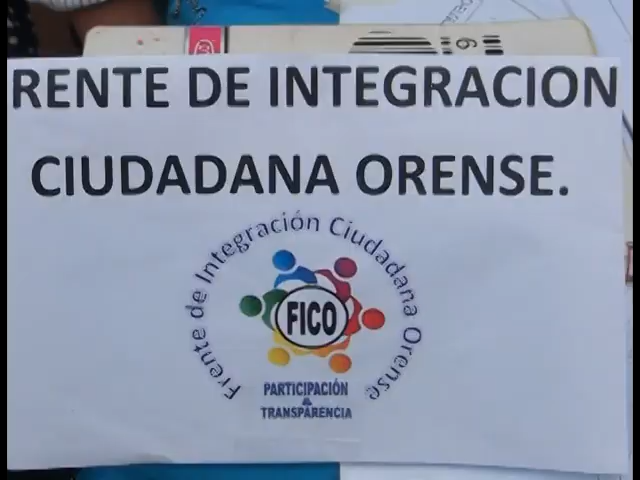 RENTE DE INTEGRACION
CIUDADANA ORENSE.
Frente de Integración Ciudadana Orense
FICO
PARTICIPACIÓN
&
TRANSPARENCIA